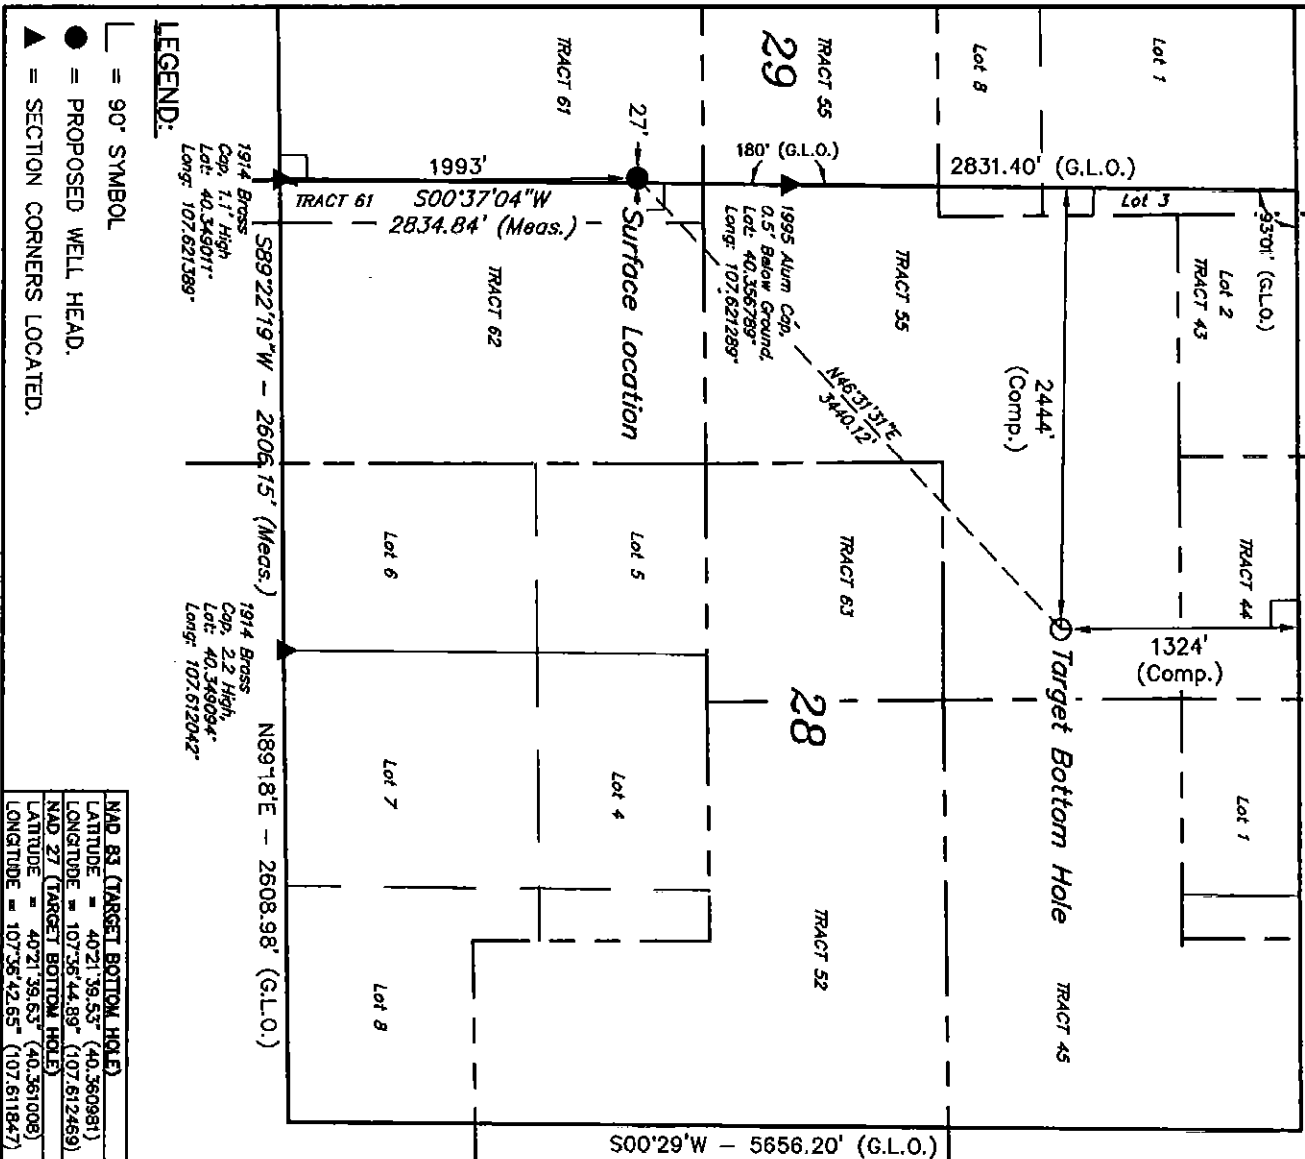 Lot 1
Lot 8
TRACT 55
29
TRACT 61
27'
180' (G.L.O.)
2831.40' (G.L.O.)
Lot 3
93°01' (G.L.O.)
Lot 2
TRACT 43
1993'
S00°37'04"W
2834.84' (Meas.)
TRACT 61
Surface Location
1995 Alum Cap,
0.5' Below Ground,
Lat: 40.356789°
Long: 107.621289°
TRACT 55
TRACT 62
N46°31'31"E
3440.12'
2444'
(Comp.)
TRACT 44
1324'
(Comp.)
Target Bottom Hole
TRACT 63
Lot 5
Lot 6
28
Lot 1
Lot 4
Lot 7
TRACT 52
TRACT 45
Lot 8
S00°29'W – 5656.20' (G.L.O.)
S89°22'19"W – 2606.15' (Meas.)
N89°18'E – 2608.98' (G.L.O.)
1914 Brass
Cap, 1.1' High
Lat: 40.349011°
Long: 107.621389°
1914 Brass
Cap, 2.2 High,
Lat: 40.349094°
Long: 107.612042°
LEGEND:
= 90° SYMBOL
= PROPOSED WELL HEAD.
= SECTION CORNERS LOCATED.
NAD 83 (TARGET BOTTOM HOLE)
LATITUDE = 40°21'39.53" (40.360981)
LONGITUDE = 107°36'44.89" (107.612469)
NAD 27 (TARGET BOTTOM HOLE)
LATITUDE = 40°21'39.63" (40.361008)
LONGITUDE = 107°36'42.65" (107.611847)